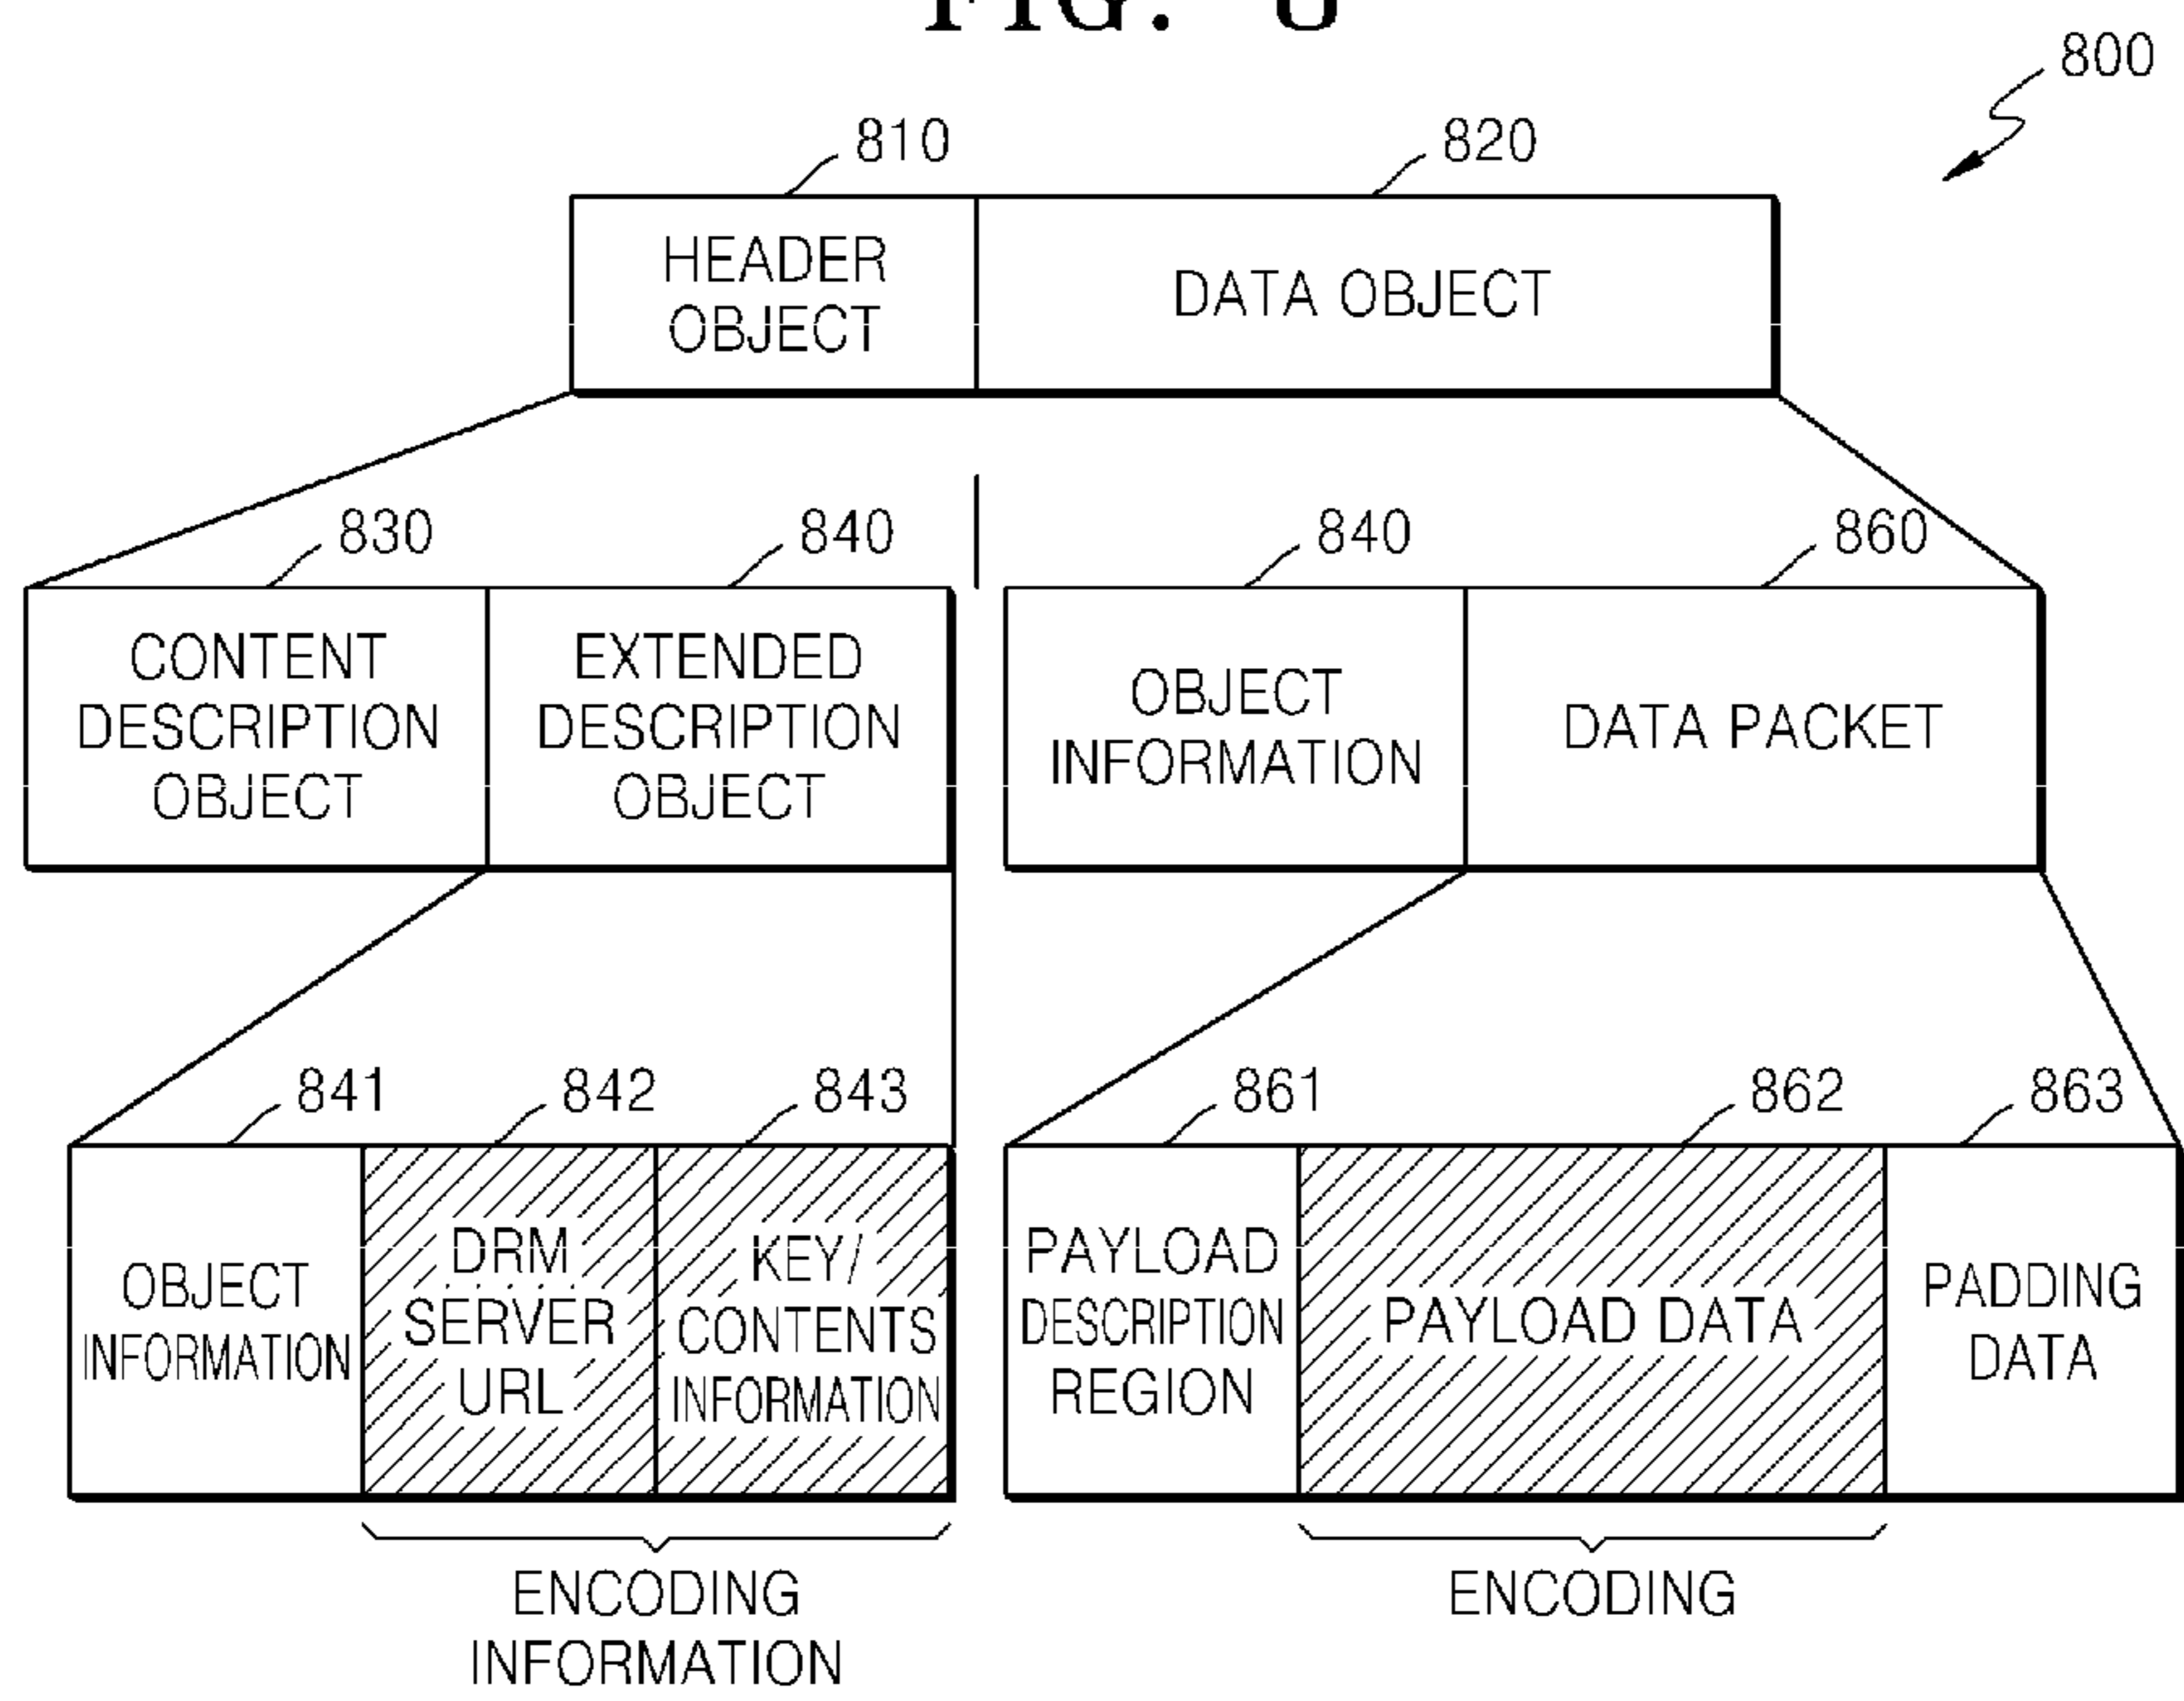 FIG. 8
800
810
820
HEADER
OBJECT
DATA OBJECT
830
840
840
860
CONTENT
DESCRIPTION
OBJECT
EXTENDED
DESCRIPTION
OBJECT
OBJECT
INFORMATION
DATA PACKET
841
842
843
861
862
863
OBJECT
INFORMATION
DRM
SERVER
URL
KEY/
CONTENTS
INFORMATION
PAYLOAD
DESCRIPTION
REGION
PAYLOAD DATA
PADDING
DATA
ENCODING
INFORMATION
ENCODING